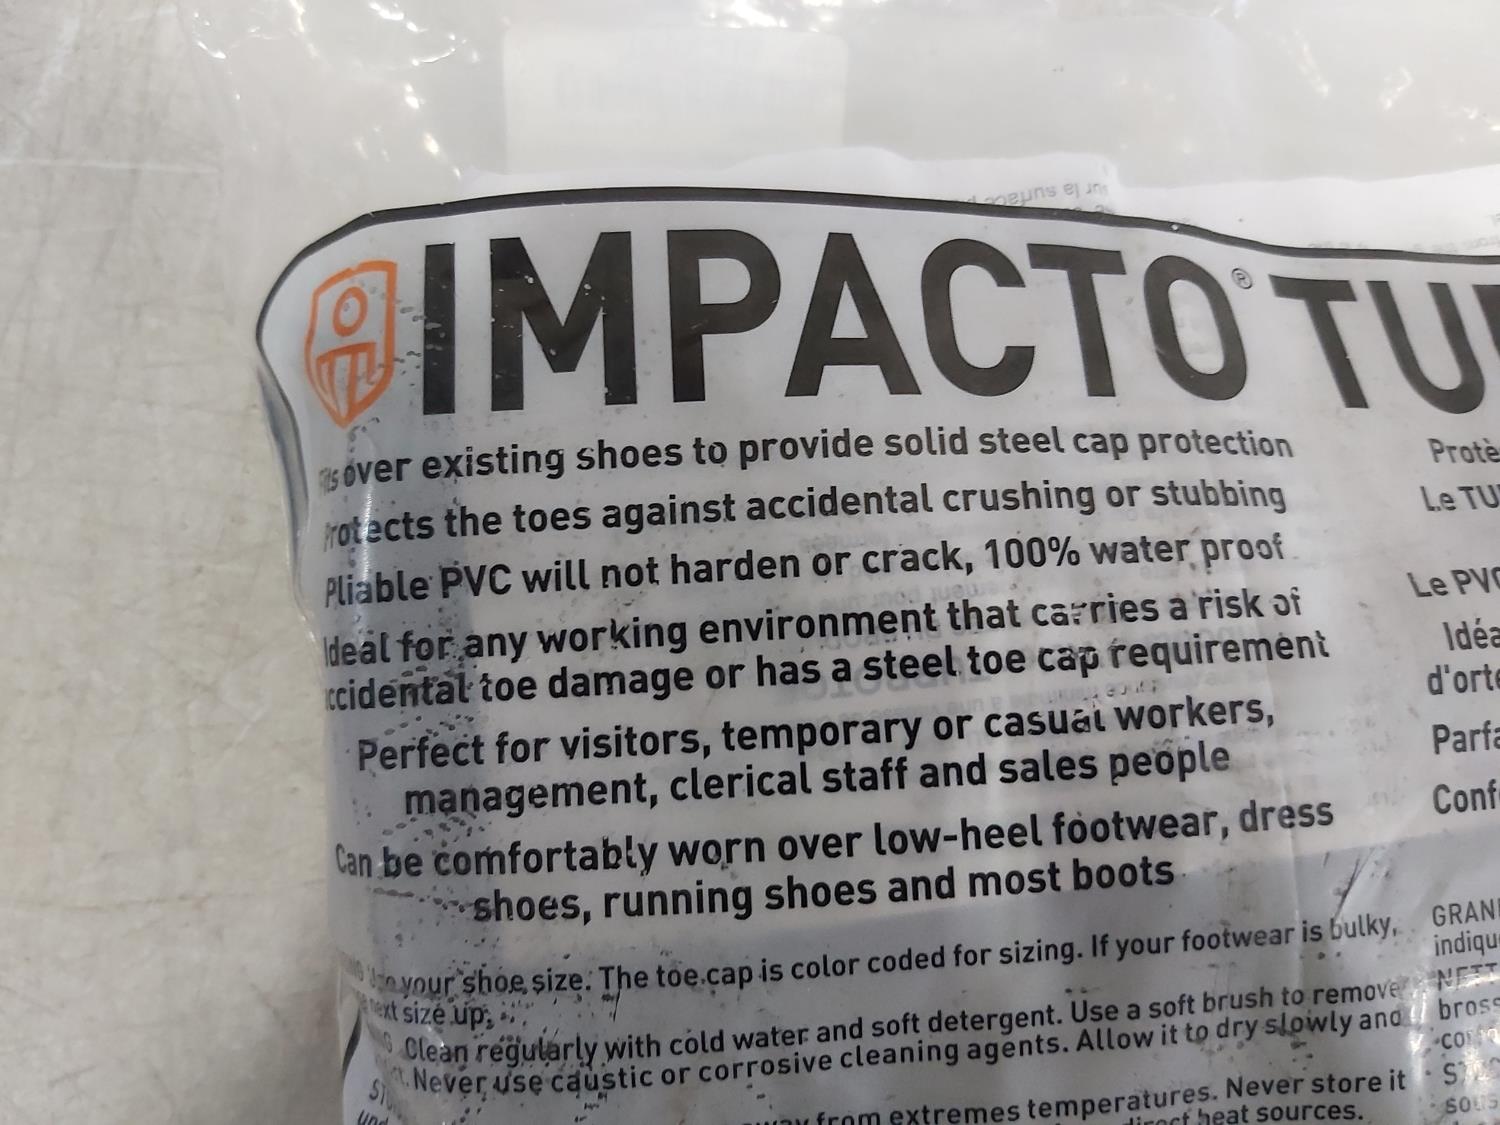 IMPACTO® TU
over existing shoes to provide solid steel cap protection
the toes against accidental crushing or stubbing
Pliable PVC will not harden or crack, 100% water proof
Ideal for any working environment that carries a risk of
ccidental toe damage or has a steel toe cap requirement
Perfect for visitors, temporary or casual workers,
management, clerical staff and sales people
Can be comfortably worn over low-heel footwear, dress
shoes, running shoes and most boots
your shoe size. The toe cap is color coded for sizing. If your footwear is bulky,
next size up.
Clean regularly with cold water and soft detergent. Use a soft brush to remove
Never use caustic or corrosive cleaning agents. Allow it to dry slowly and
from extremes temperatures. Never store it
heat sources.
Protè
Le TU
Le PVC
Idéa
d'orte
Parfa
Conf
GRAN
indiqu
NETT
bross
sous